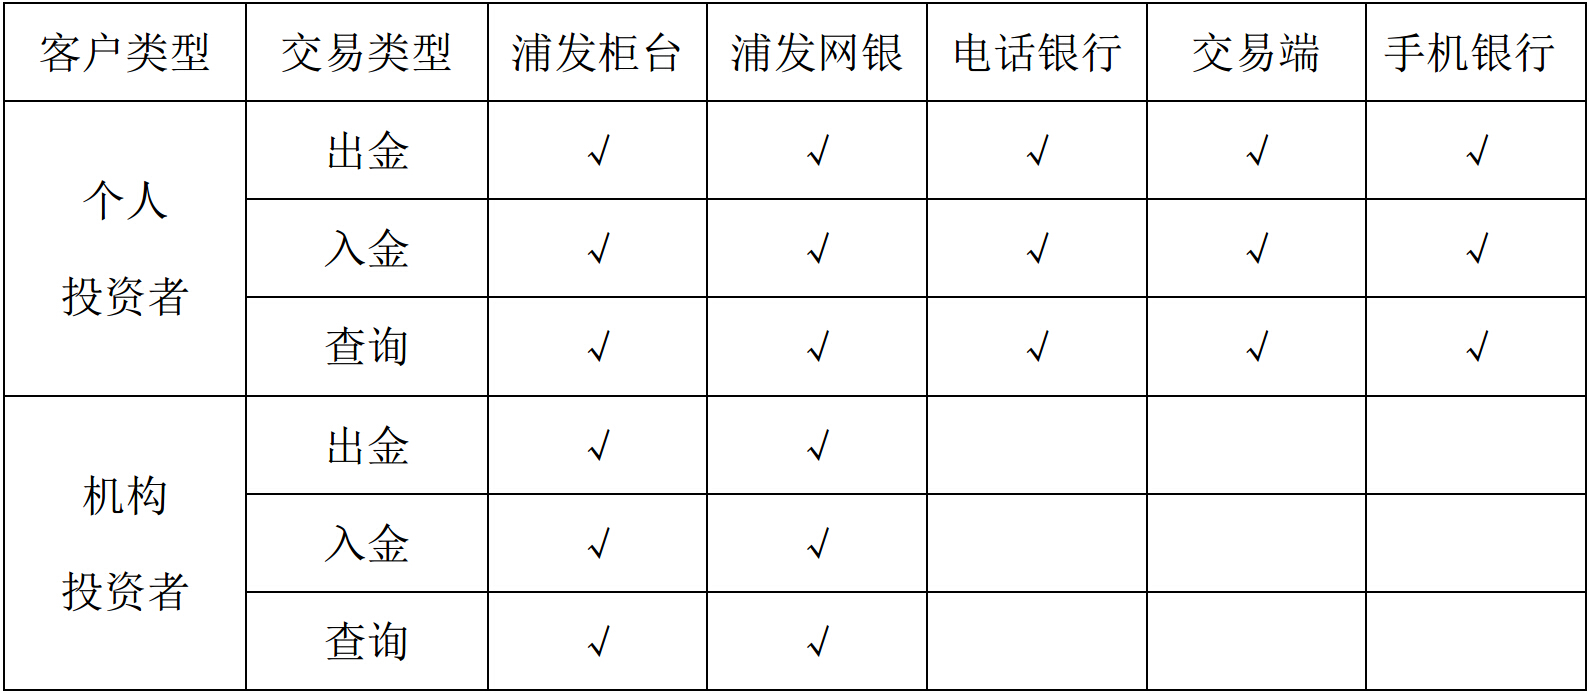 客户类型 交易类型 浦发柜台 浦发网银 电话银行 交易端 手机银行
个人
投资者
出金 √ √ √ √ √
入金 √ √ √ √ √
查询 √ √ √ √ √
机构
投资者
出金 √ √
入金 √ √
查询 √ √